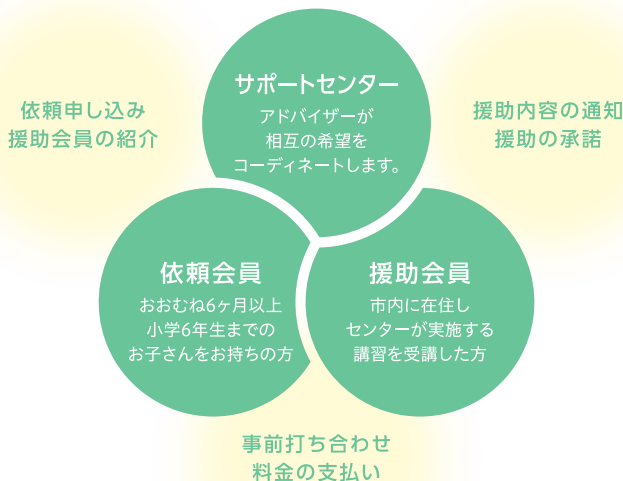 サポートセンター
アドバイザーが
相互の希望を
コーディネートします。
依頼申し込み
援助会員の紹介
援助内容の通知
援助の承諾
依頼会員
おおむね6ヶ月以上
小学6年生までの
お子さんをお持ちの方
援助会員
市内に在住し
センターが実施する
講習を受講した方
事前打ち合わせ
料金の支払い